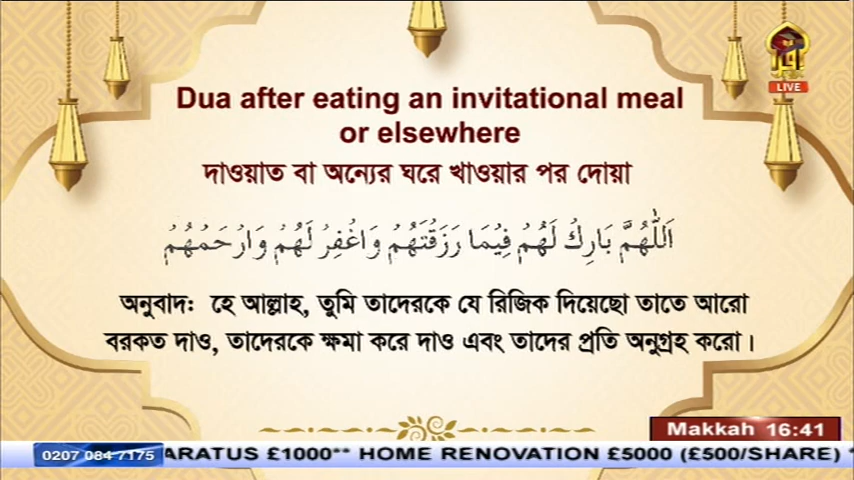 Dua after eating an invitational meal
or elsewhere
দাওয়াত বা অন্যের ঘরে খাওয়ার পর দোয়া
اَللّٰهُمَّ بَارِكْ لَهُمْ فِيْمَا رَزَقْتَهُمْ وَاغْفِرْ لَهُمْ وَارْحَمْهُمْ
অনুবাদ: হে আল্লাহ, তুমি তাদেরকে যে রিজিক দিয়েছো তাতে আরো
বরকত দাও, তাদেরকে ক্ষমা করে দাও এবং তাদের প্রতি অনুগ্রহ করো।
LIVE
Makkah 16:41
0207 084 7175 ARATUS £1000** HOME RENOVATION £5000 (£500/SHARE)